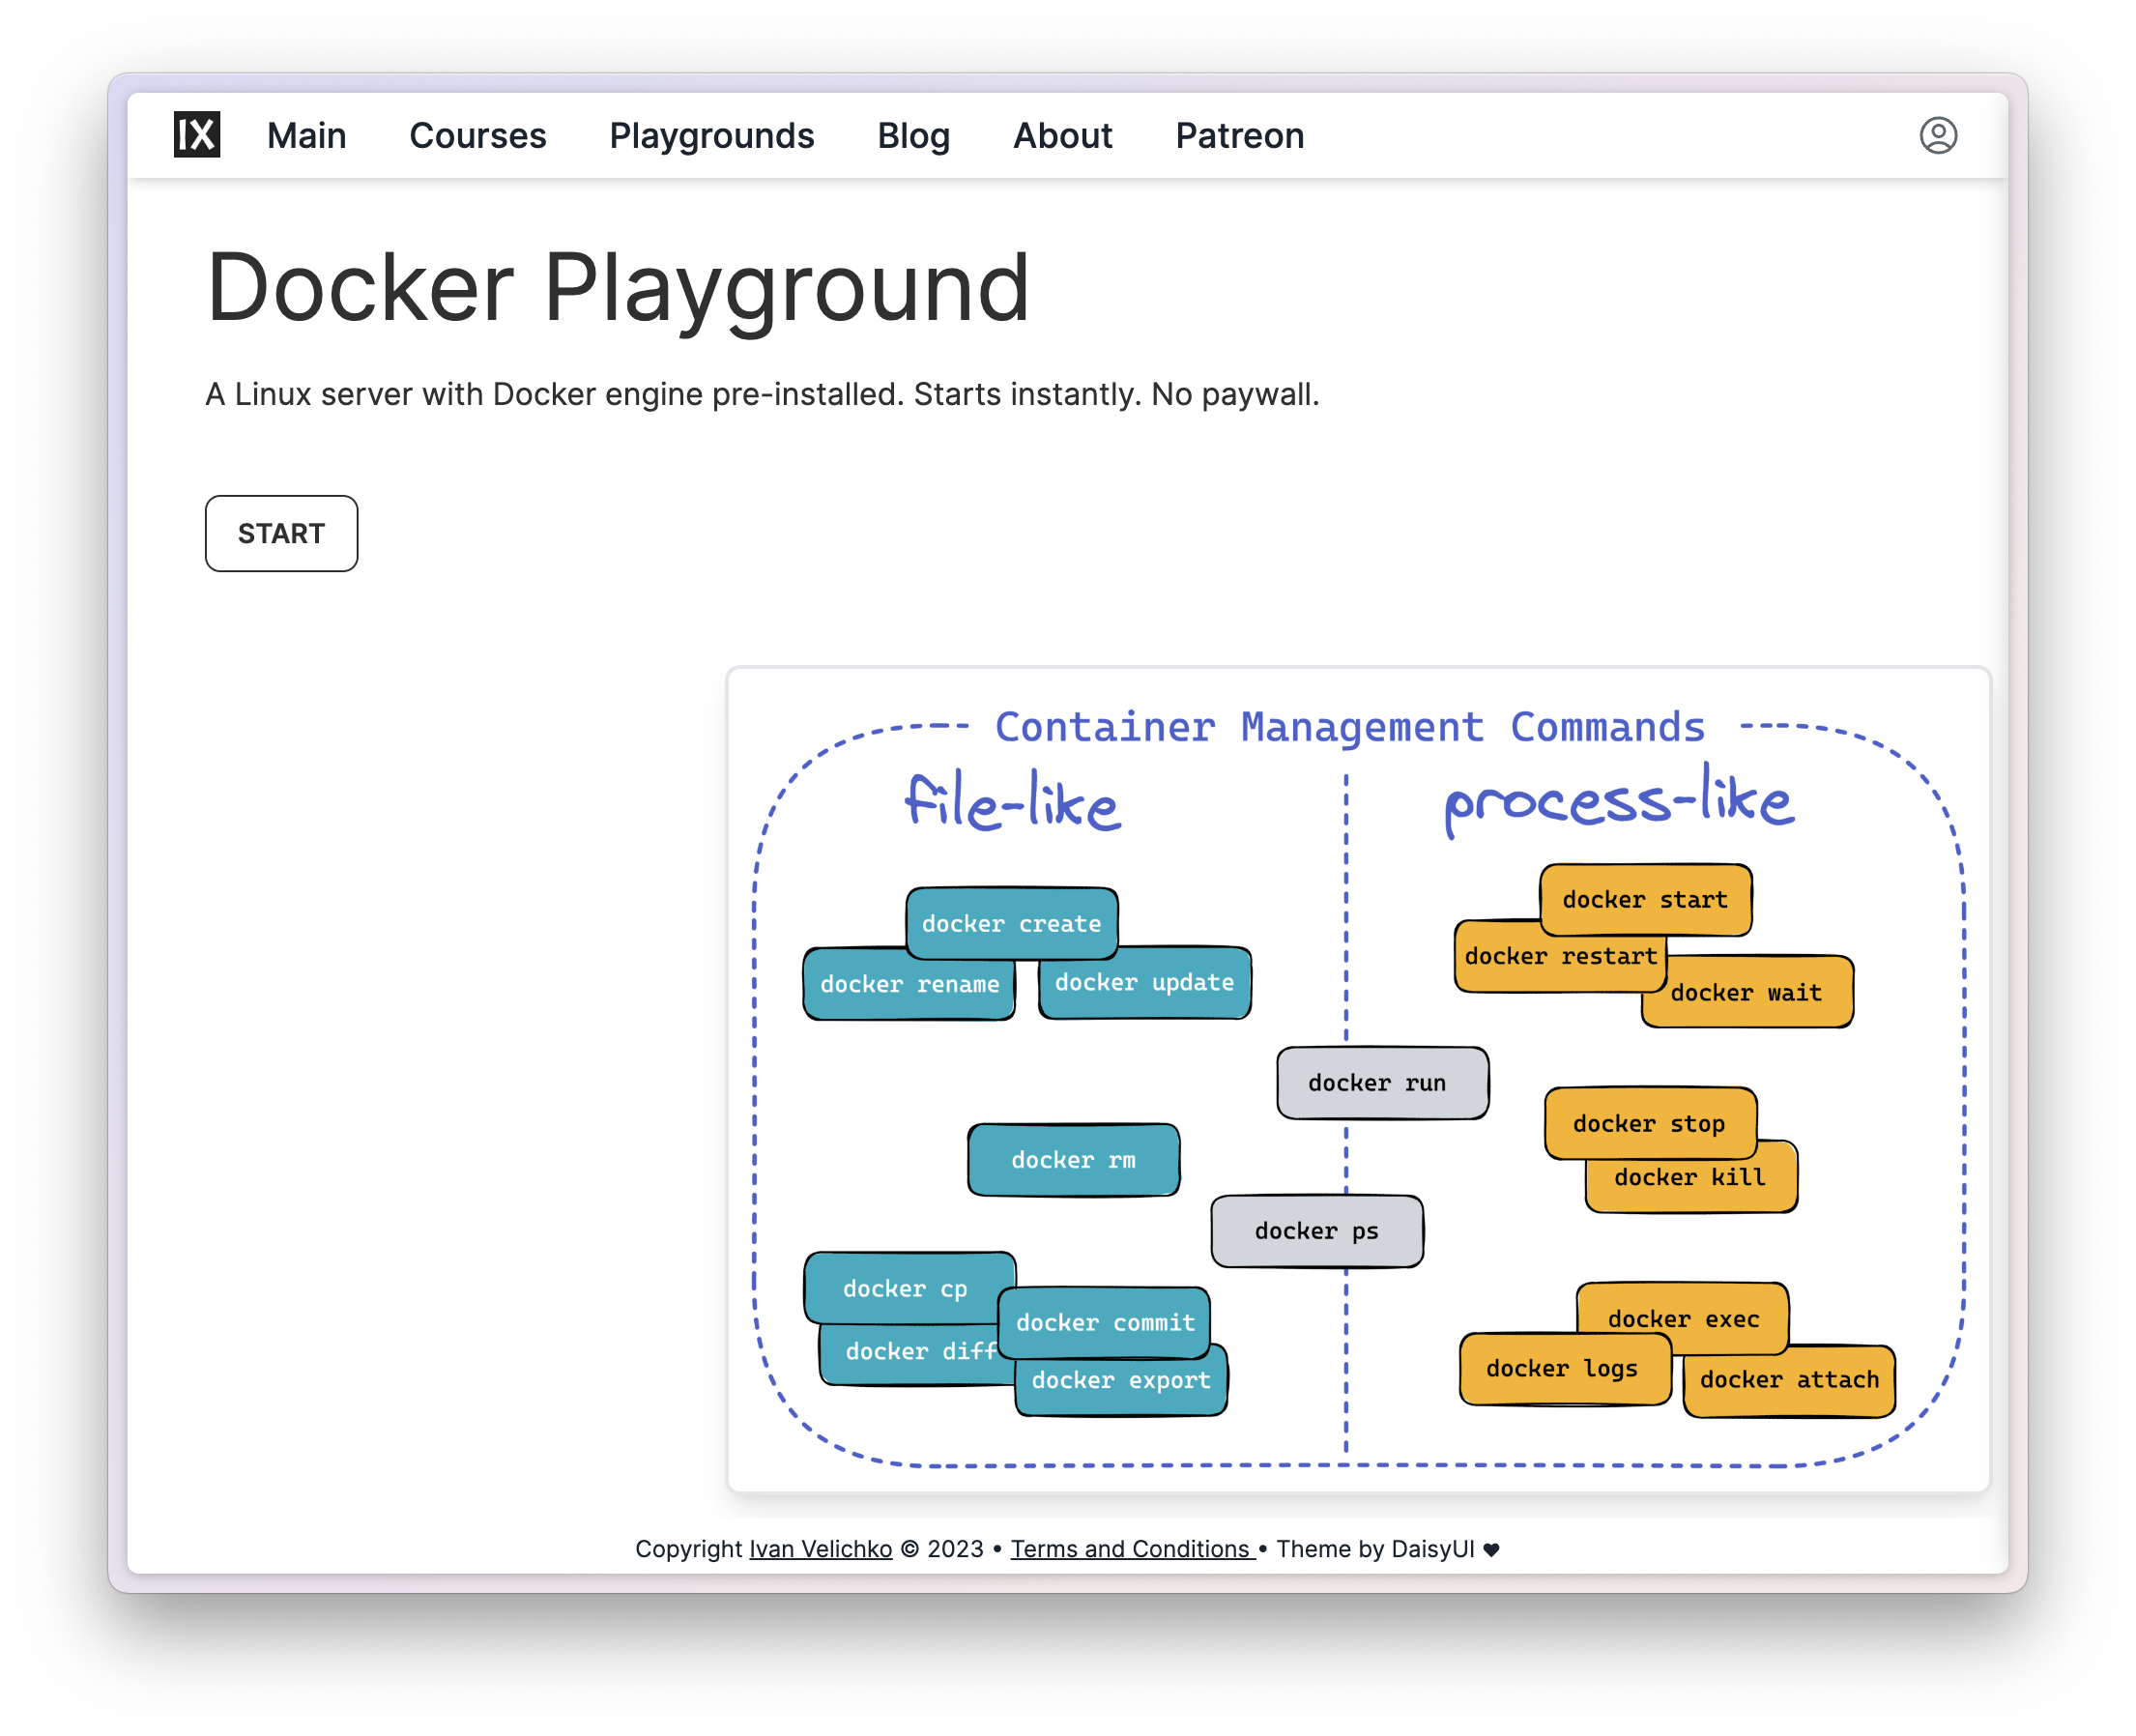 IX Main Courses Playgrounds Blog About Patreon
Docker Playground
A Linux server with Docker engine pre-installed. Starts instantly. No paywall.
START
Container Management Commands
file-like
process-like
docker create
docker rename
docker update
docker rm
docker cp
docker diff
docker commit
docker export
docker run
docker ps
docker start
docker restart
docker wait
docker stop
docker kill
docker exec
docker logs
docker attach
Copyright Ivan Velichko © 2023 • Terms and Conditions • Theme by DaisyUI ♥